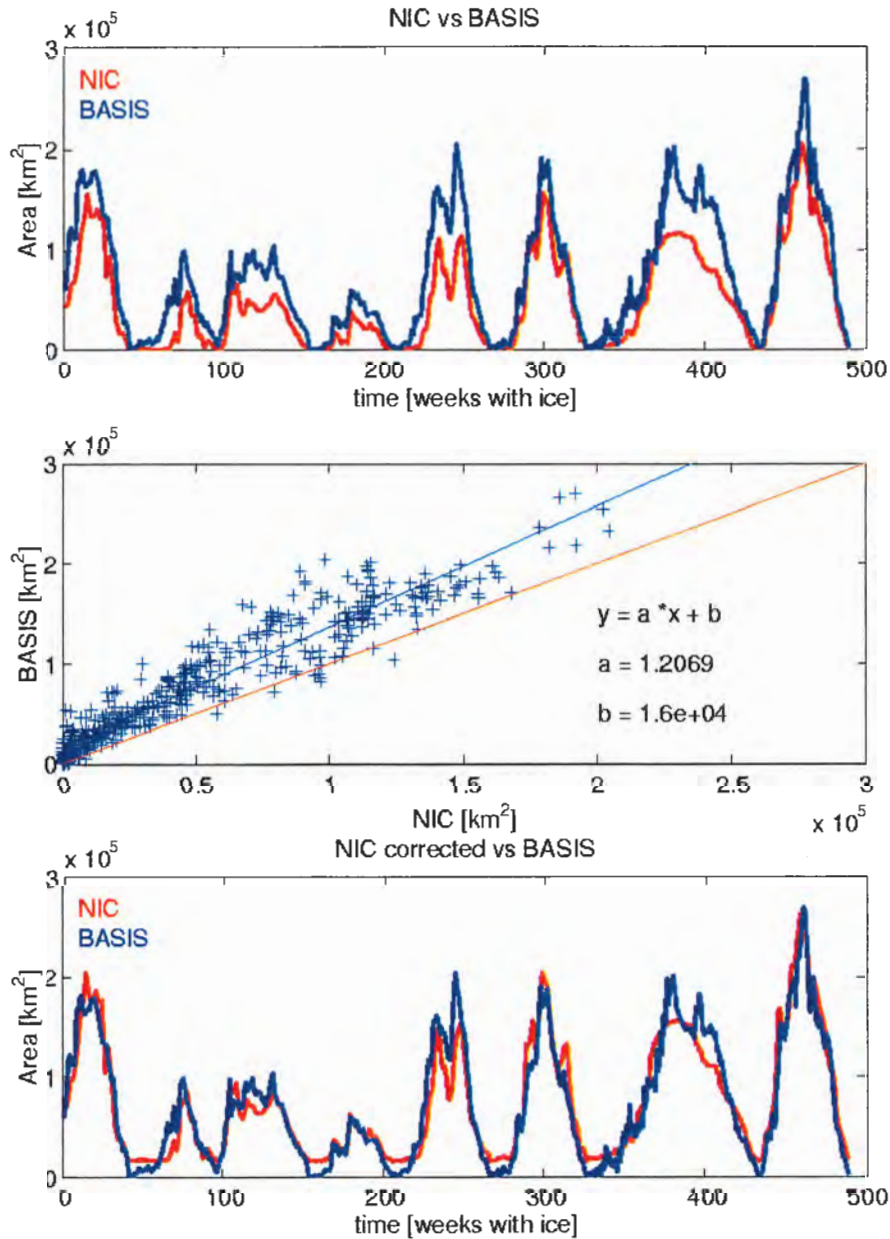 x 10^5
NIC vs BASIS
3
2
1
0
Area [km^2]
NIC
BASIS
0 100 200 300 400 500
time [weeks with ice]
x 10^5
3
2
1
0
BASIS [km^2]
y = a *x + b
a = 1.2069
b = 1.6e+04
0 0.5 1 1.5 2 2.5 3
NIC [km^2]
x 10^5
x 10^5
NIC corrected vs BASIS
3
2
1
0
Area [km^2]
NIC
BASIS
0 100 200 300 400 500
time [weeks with ice]